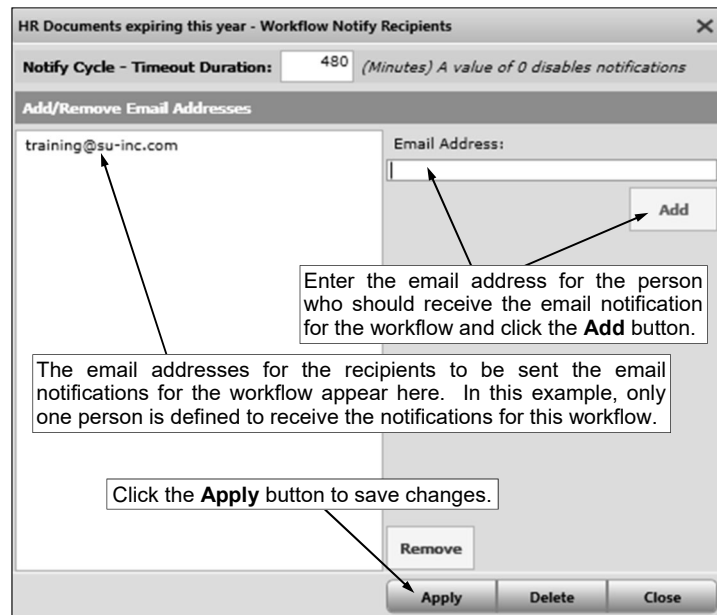 HR Documents expiring this year - Workflow Notify Recipients
Notify Cycle - Timeout Duration: 480 (Minutes) A value of 0 disables notifications
Add/Remove Email Addresses
training@su-inc.com
Email Address:
Add
Enter the email address for the person
who should receive the email notification
for the workflow and click the Add button.
The email addresses for the recipients to be sent the email
notifications for the workflow appear here. In this example, only
one person is defined to receive the notifications for this workflow.
Click the Apply button to save changes.
Remove
Apply Delete Close